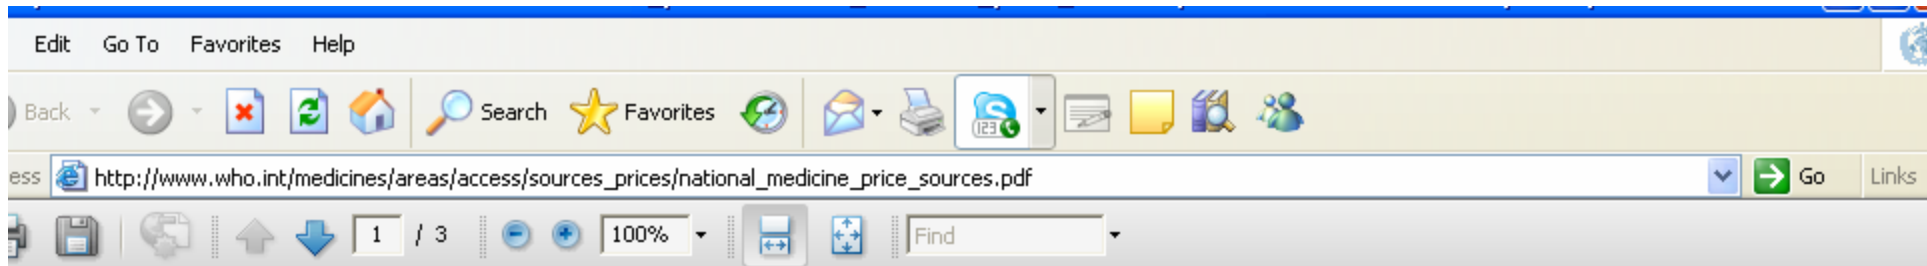 Edit Go To Favorites Help
Back Search Favorites 123
ess http://www.who.int/medicines/areas/access/sources_prices/national_medicine_price_sources.pdf Go Links
1 / 3 100% Find